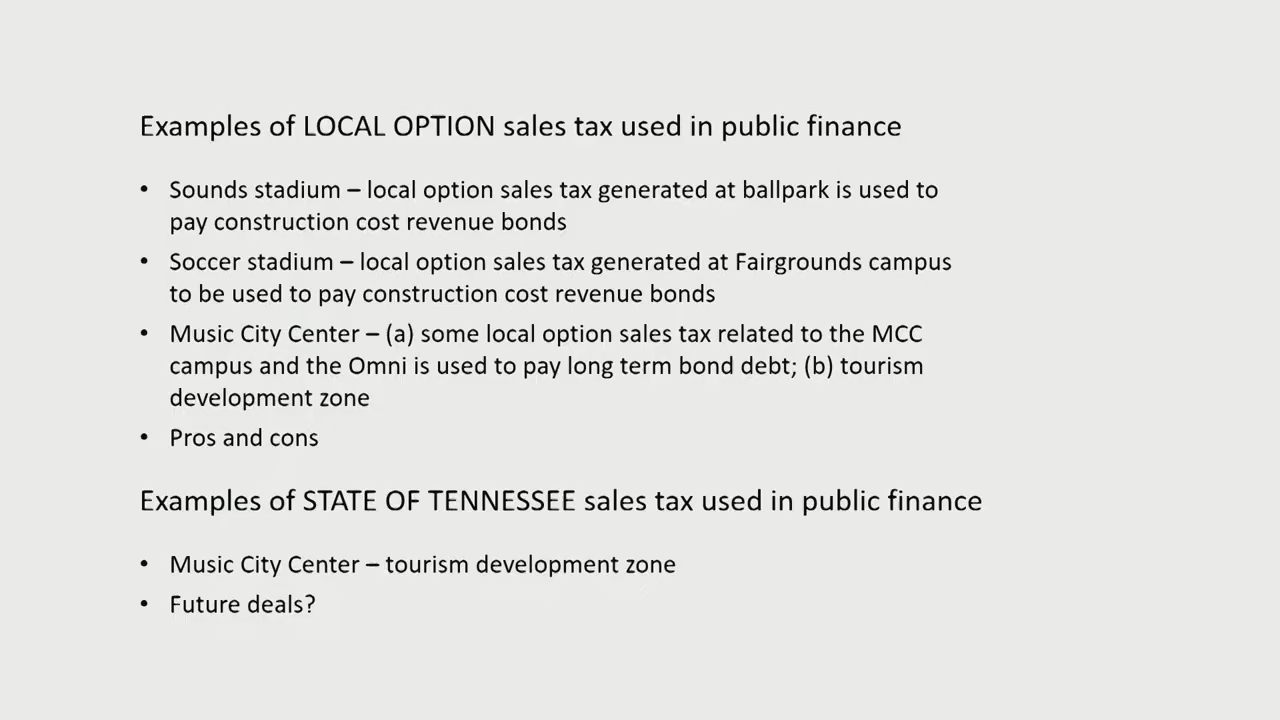 Examples of LOCAL OPTION sales tax used in public finance
• Sounds stadium – local option sales tax generated at ballpark is used to
pay construction cost revenue bonds
• Soccer stadium – local option sales tax generated at Fairgrounds campus
to be used to pay construction cost revenue bonds
• Music City Center – (a) some local option sales tax related to the MCC
campus and the Omni is used to pay long term bond debt; (b) tourism
development zone
• Pros and cons
Examples of STATE OF TENNESSEE sales tax used in public finance
• Music City Center – tourism development zone
• Future deals?